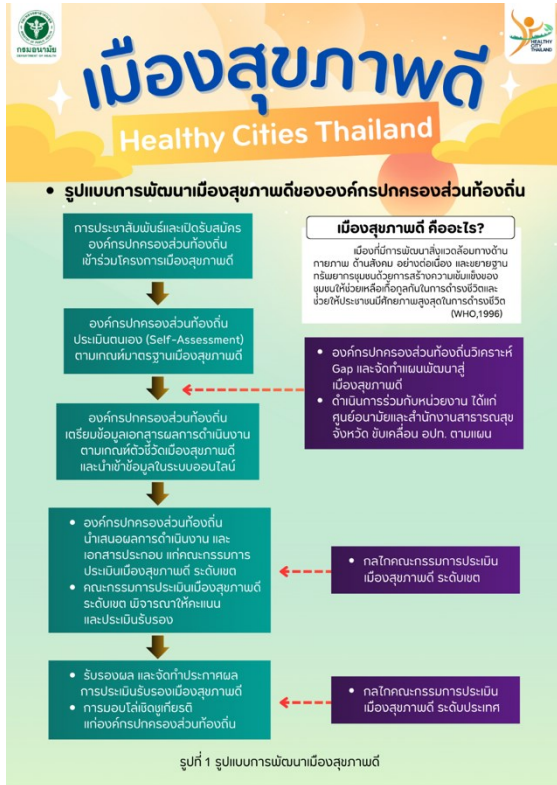 กรมอนามัย
DEPARTMENT OF HEALTH
HEALTHY
CITY
THAILAND
เมืองสุขภาพดี
Healthy Cities Thailand
• รูปแบบการพัฒนาเมืองสุขภาพดีขององค์กรปกครองส่วนท้องถิ่น
การประชาสัมพันธ์และเปิดรับสมัคร
องค์กรปกครองส่วนท้องถิ่น
เข้าร่วมโครงการเมืองสุขภาพดี
เมืองสุขภาพดี คืออะไร?
เมืองที่มีการพัฒนาสิ่งแวดล้อมทางด้าน
กายภาพ ด้านสังคม อย่างต่อเนื่อง และขยายฐาน
ทรัพยากรชุมชนด้วยการสร้างความเข้มแข็งของ
ชุมชนให้ช่วยเหลือเกื้อกูลกันในการดำรงชีวิตและ
ช่วยให้ประชาชนมีศักยภาพสูงสุดในการดำรงชีวิต
(WHO,1996)
องค์กรปกครองส่วนท้องถิ่น
ประเมินตนเอง (Self-Assessment)
ตามเกณฑ์มาตรฐานเมืองสุขภาพดี
• องค์กรปกครองส่วนท้องถิ่นวิเคราะห์
Gap และจัดทำแผนพัฒนาสู่
เมืองสุขภาพดี
• ดำเนินการร่วมกับหน่วยงาน ได้แก่
ศูนย์อนามัยและสำนักงานสาธารณสุข
จังหวัด ขับเคลื่อน อปท. ตามแผน
องค์กรปกครองส่วนท้องถิ่น
เตรียมข้อมูลเอกสารผลการดำเนินงาน
ตามเกณฑ์ตัวชี้วัดเมืองสุขภาพดี
และนำเข้าข้อมูลในระบบออนไลน์
• องค์กรปกครองส่วนท้องถิ่น
นำเสนอผลการดำเนินงาน และ
เอกสารประกอบ แก่คณะกรรมการ
ประเมินเมืองสุขภาพดี ระดับเขต
• คณะกรรมการประเมินเมืองสุขภาพดี
ระดับเขต พิจารณาให้คะแนน
และประเมินรับรอง
• กลไกคณะกรรมการประเมิน
เมืองสุขภาพดี ระดับเขต
• รับรองผล และจัดทำประกาศผล
การประเมินรับรองเมืองสุขภาพดี
• การมอบโล่เชิดชูเกียรติ
แก่องค์กรปกครองส่วนท้องถิ่น
• กลไกคณะกรรมการประเมิน
เมืองสุขภาพดี ระดับประเทศ
รูปที่ 1 รูปแบบการพัฒนาเมืองสุขภาพดี